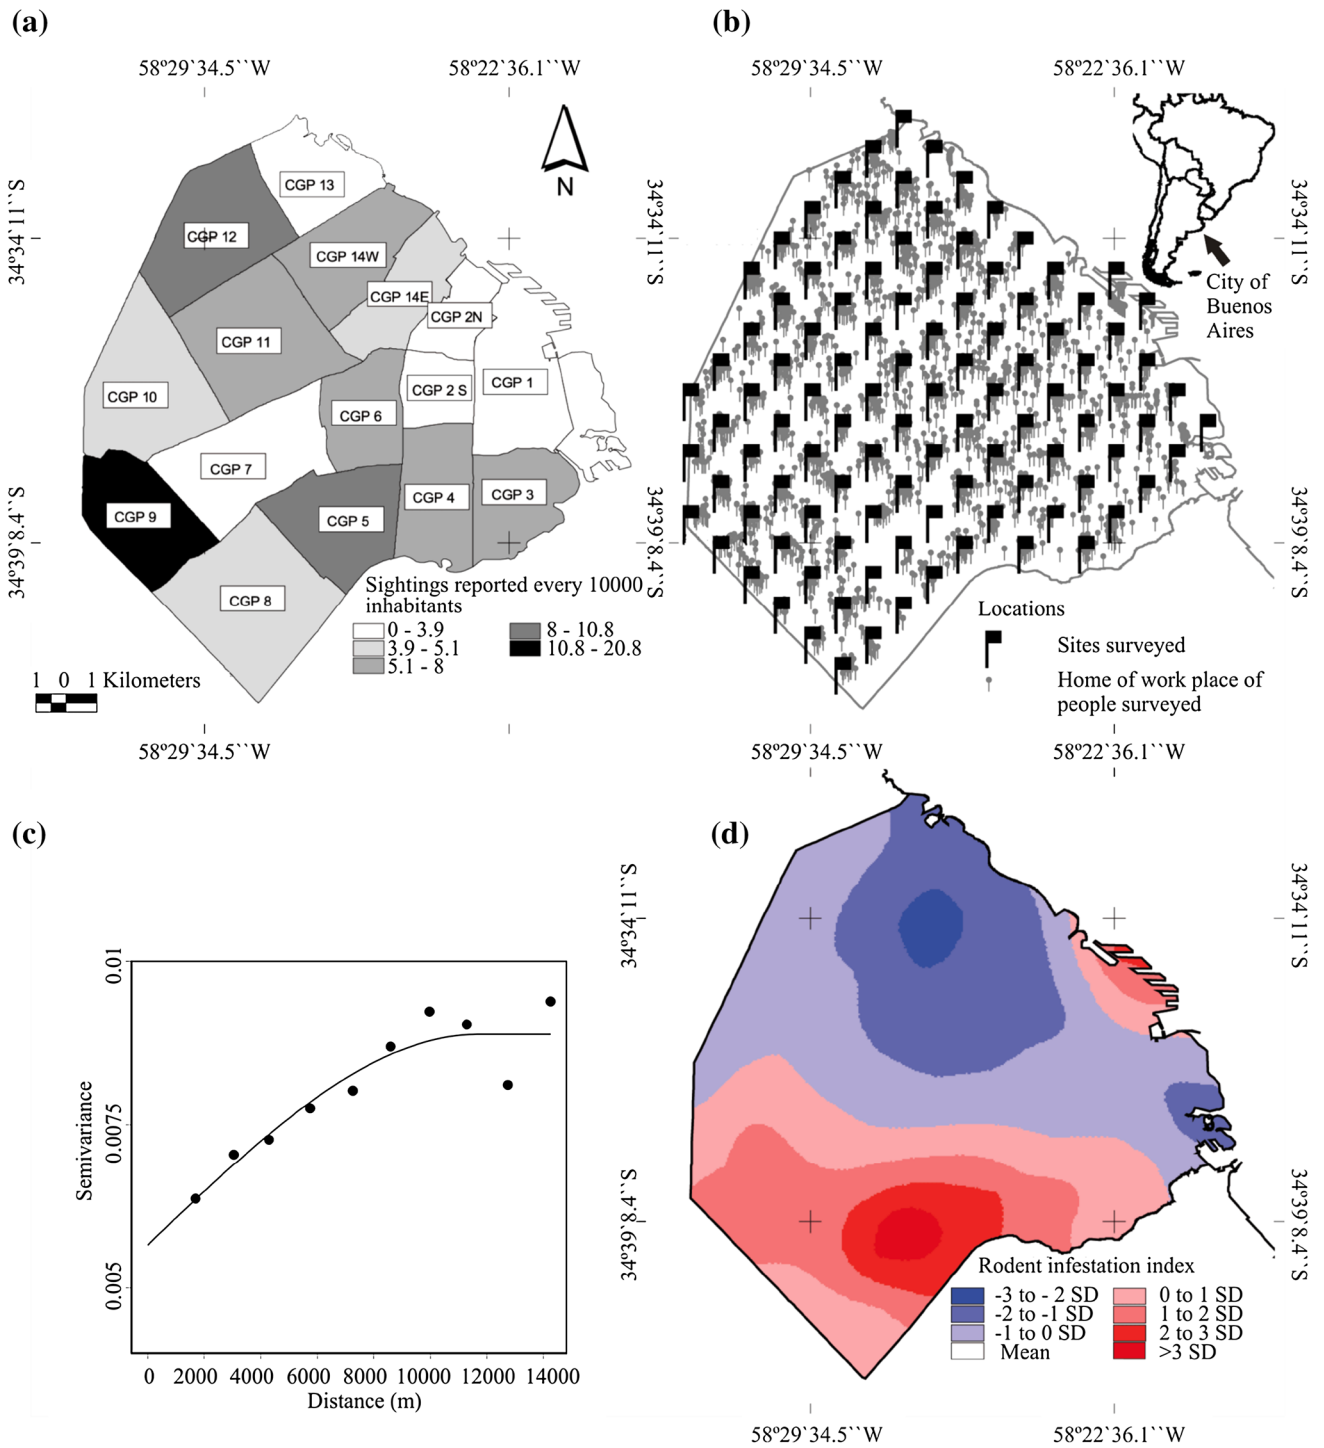 (a)
58º29`34.5``W
58º22`36.1``W
34º34`11``S
34º39`8.4``S
CGP 13
CGP 12
CGP 14W
CGP 14E
CGP 2N
CGP 11
CGP 10
CGP 2 S
CGP 1
CGP 6
CGP 7
CGP 9
CGP 5
CGP 4
CGP 3
CGP 8
N
Sightings reported every 10000
inhabitants
0 - 3.9
3.9 - 5.1
5.1 - 8
8 - 10.8
10.8 - 20.8
1 0 1 Kilometers
58º29`34.5``W
58º22`36.1``W
34º34`11``S
34º39`8.4``S
(b)
58º29`34.5``W
58º22`36.1``W
34º34`11``S
34º39`8.4``S
City of
Buenos
Aires
Locations
Sites surveyed
Home of work place of
people surveyed
58º29`34.5``W
58º22`36.1``W
(c)
0.01
0.0075
0.005
Semivariance
0 2000 4000 6000 8000 10000 12000 14000
Distance (m)
(d)
34º34`11``S
34º39`8.4``S
34º34`11``S
34º39`8.4``S
Rodent infestation index
-3 to - 2 SD
-2 to -1 SD
-1 to 0 SD
Mean
0 to 1 SD
1 to 2 SD
2 to 3 SD
>3 SD
58º29`34.5``W
58º22`36.1``W